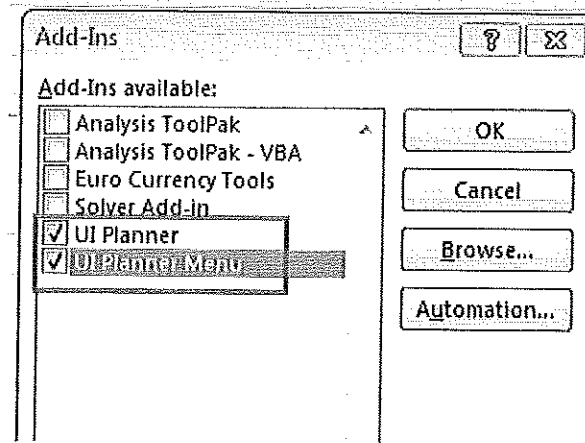 Add-Ins
Add-Ins available:
Analysis ToolPak
Analysis ToolPak - VBA
Euro Currency Tools
Solver Add-in
UI Planner
UI Planner Menu
OK
Cancel
Browse...
Automation...